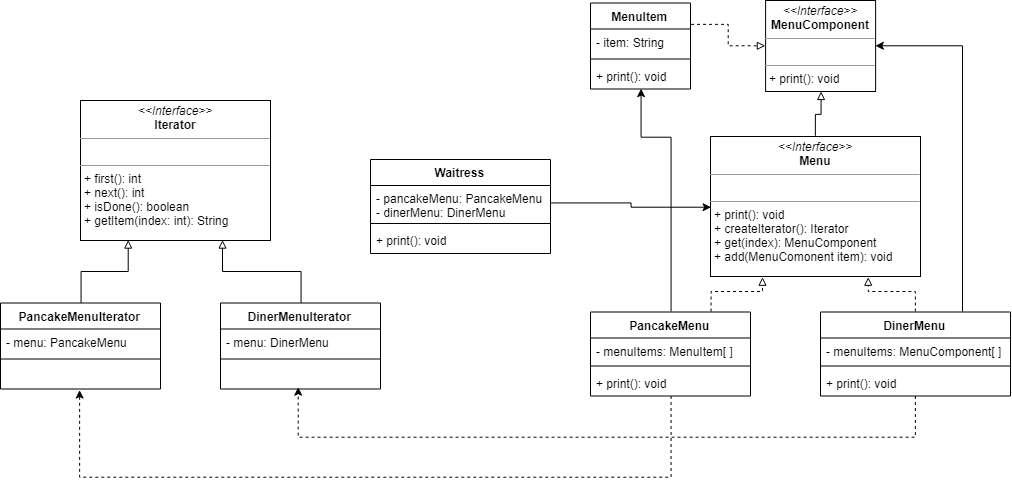 MenuItem
- item: String
+ print(): void
<<Interface>>
MenuComponent
+ print(): void
<<Interface>>
Iterator
+ first(): int
+ next(): int
+ isDone(): boolean
+ getItem(index: int): String
Waitress
- pancakeMenu: PancakeMenu
- dinerMenu: DinerMenu
+ print(): void
<<Interface>>
Menu
+ print(): void
+ createIterator(): Iterator
+ get(index): MenuComponent
+ add(MenuComonent item): void
PancakeMenuIterator
- menu: PancakeMenu
DinerMenuIterator
- menu: DinerMenu
PancakeMenu
- menuItems: MenuItem[ ]
+ print(): void
DinerMenu
- menuItems: MenuComponent[ ]
+ print(): void